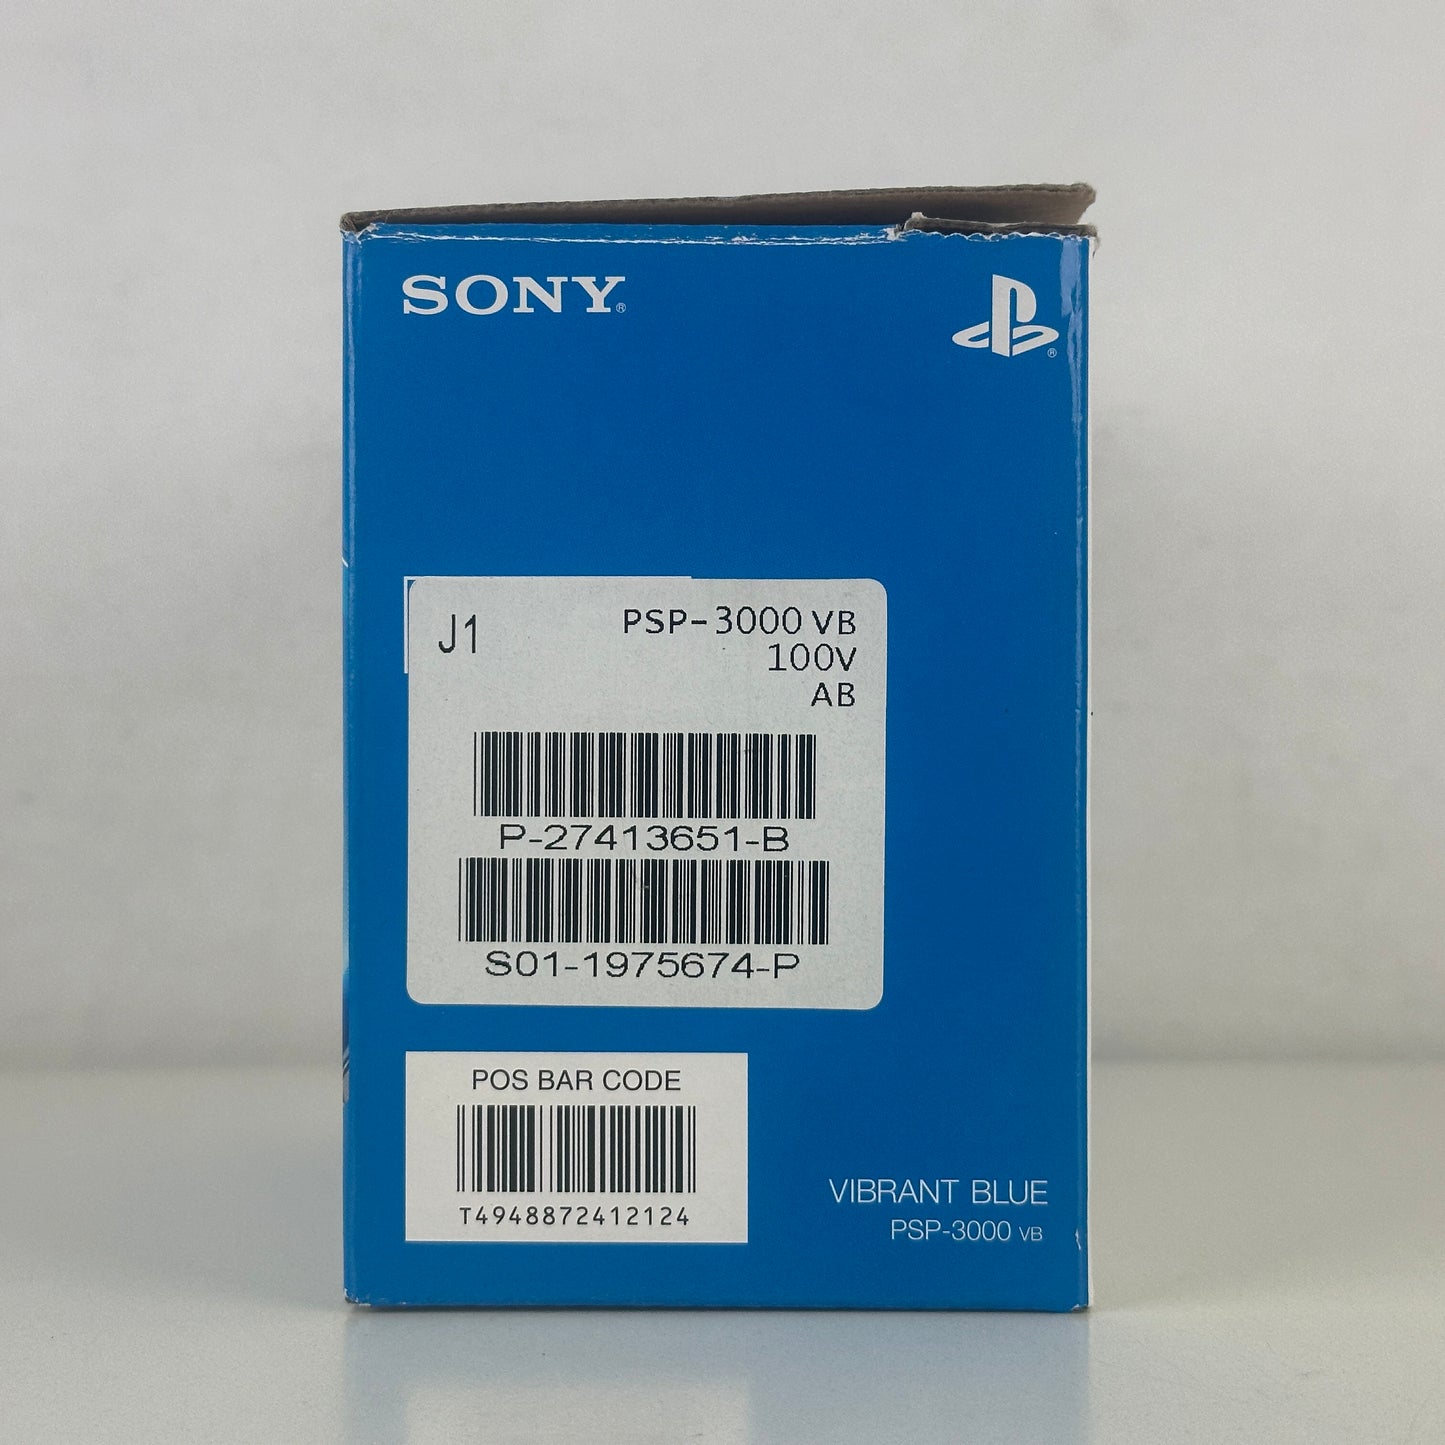 SONY®
®
J1
PSP-3000 VB
100V
AB
P-27413651-B
S01-1975674-P
POS BAR CODE
T4948872412124
VIBRANT BLUE
PSP-3000 VB